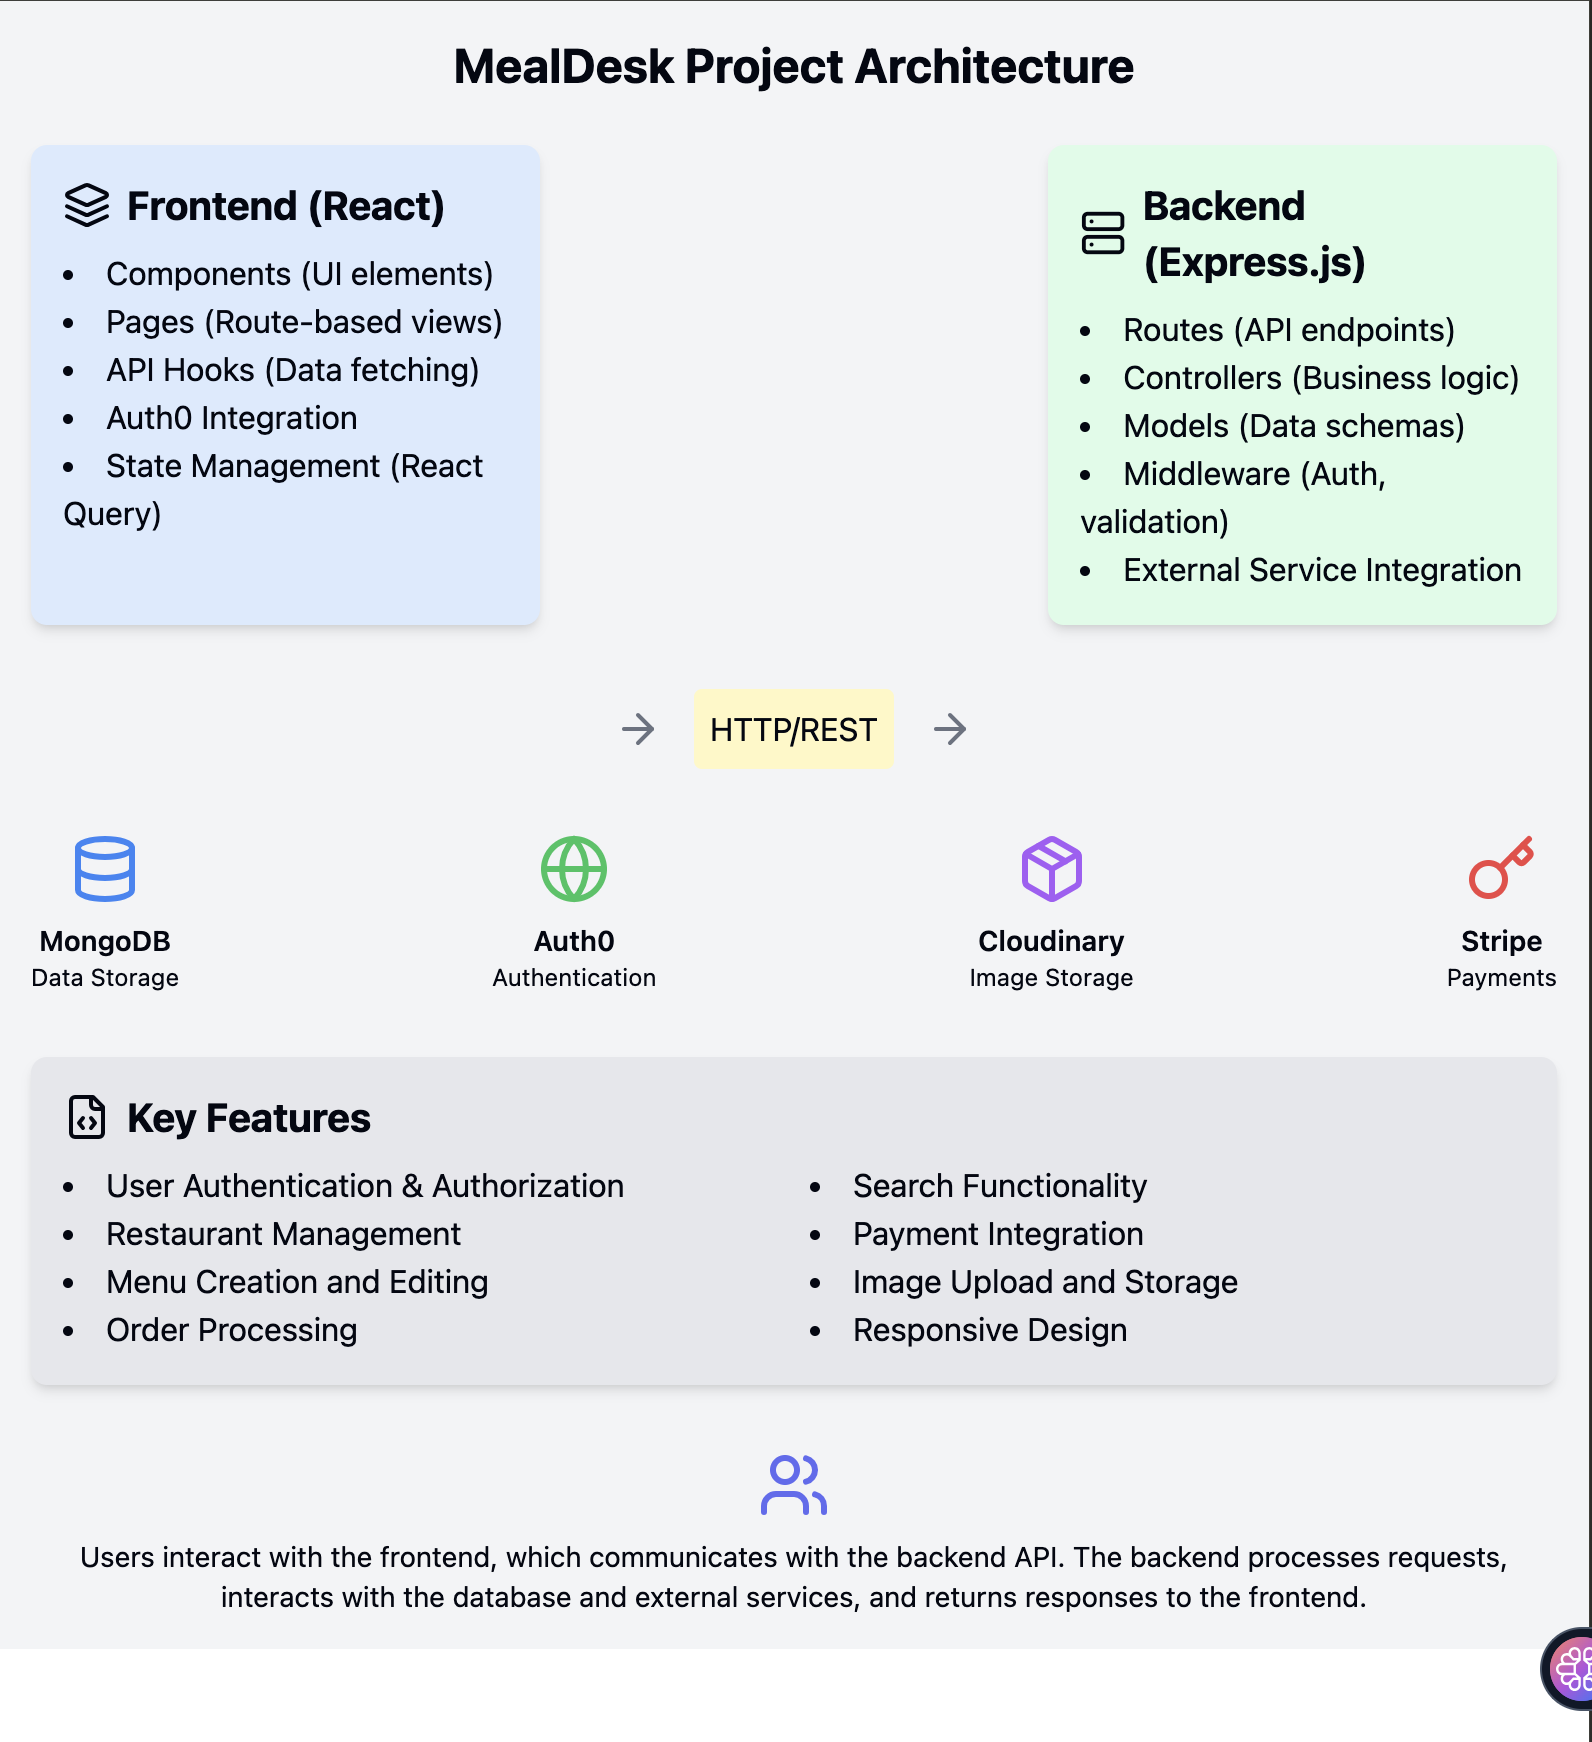 MealDesk Project Architecture
Frontend (React)
• Components (UI elements)
• Pages (Route-based views)
• API Hooks (Data fetching)
• Auth0 Integration
• State Management (React
Query)
Backend
(Express.js)
• Routes (API endpoints)
• Controllers (Business logic)
• Models (Data schemas)
• Middleware (Auth,
validation)
• External Service Integration
HTTP/REST
MongoDB
Data Storage
Auth0
Authentication
Cloudinary
Image Storage
Stripe
Payments
Key Features
• User Authentication & Authorization
• Restaurant Management
• Menu Creation and Editing
• Order Processing
• Search Functionality
• Payment Integration
• Image Upload and Storage
• Responsive Design
Users interact with the frontend, which communicates with the backend API. The backend processes requests,
interacts with the database and external services, and returns responses to the frontend.